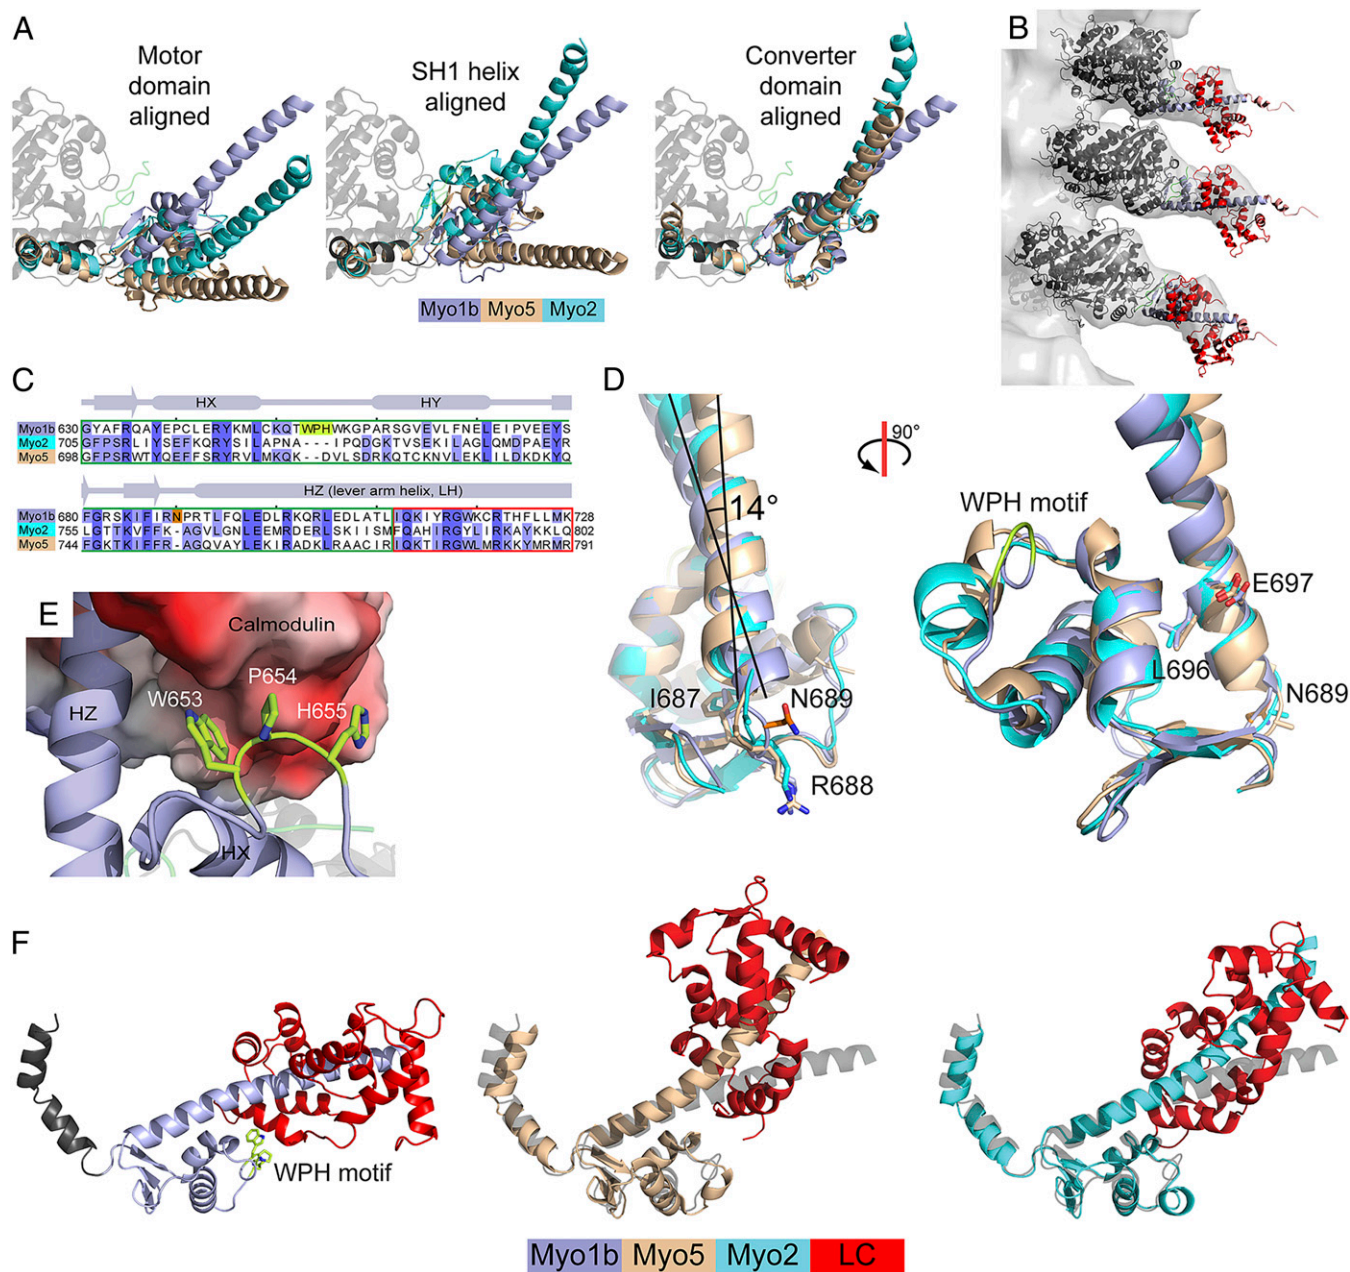 A
Motor
domain
aligned
SH1 helix
aligned
Converter
domain
aligned
Myo1b Myo5 Myo2
B
C
HX HY
Myo1b 630 GYAFRQAYEPCLERYKMLCKQTWPHWKGPARSGVEVLFNELEIPVEEYS
Myo2 705 GFPSRLIYSEFKQRYSILAPNA---IPQDGKTVSEKILAGLQMDPAEYR
Myo5 698 GFPSRWTYQEFFSRYRVLMKQK--DVLSDRKQTCKNVLEKLILDKDKYQ
HZ (lever arm helix, LH)
Myo1b 680 FGRSKIFIRNPRTLFQLEDLRKQRLEDLATLIQKIYRGWKCRTHFLLMK 728
Myo2 755 LGTTKVFFK-AGVLGNLEEMRDERLSKIISMFQAHIRGYLIRKAYKKLQ 802
Myo5 744 FGKTKIFFR-AGQVAYLEKIRADKLRAACIRIQKTIRGWLMRKKYMRMR 791
D
14°
I687
N689
R688
90°
WPH motif
E697
L696
N689
E
Calmodulin
P654
W653
H655
HZ
HX
F
WPH motif
Myo1b Myo5 Myo2 LC